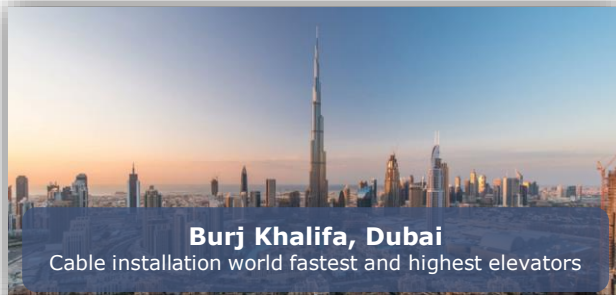 Burj Khalifa, Dubai
Cable installation world fastest and highest elevators